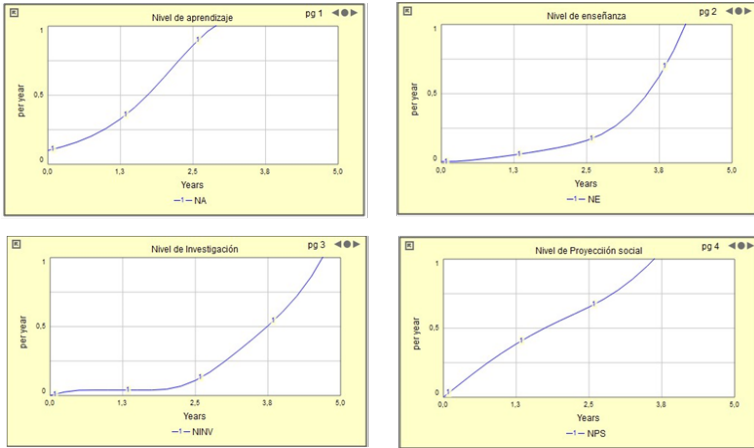 Nivel de aprendizaje
pg 1
per year
1
0,5
0
1
1
1
0,0
1,3
2,5
3,8
5,0
Years
1 NA
Nivel de enseñanza
pg 2
per year
1
0,5
0
1
1
1
1
0,0
1,3
2,5
3,8
5,0
Years
1 NE
Nivel de Investigación
pg 3
per year
1
0,5
0
1
1
1
1
0,0
1,3
2,5
3,8
5,0
Years
1 NINV
Nivel de Proyecciión social
pg 4
per year
1
0,5
0
1
1
1
0,0
1,3
2,5
3,8
5,0
Years
1 NPS